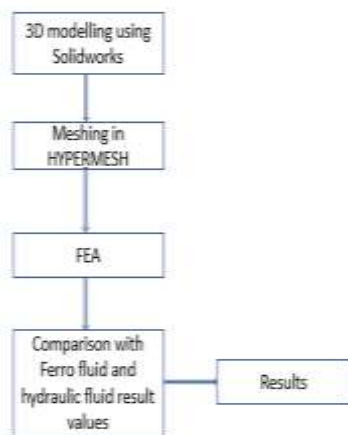 3D modelling using
Solidworks
Meshing in
HYPERMESH
FEA
Comparison with
Ferro fluid and
hydraulic fluid result
values
Results